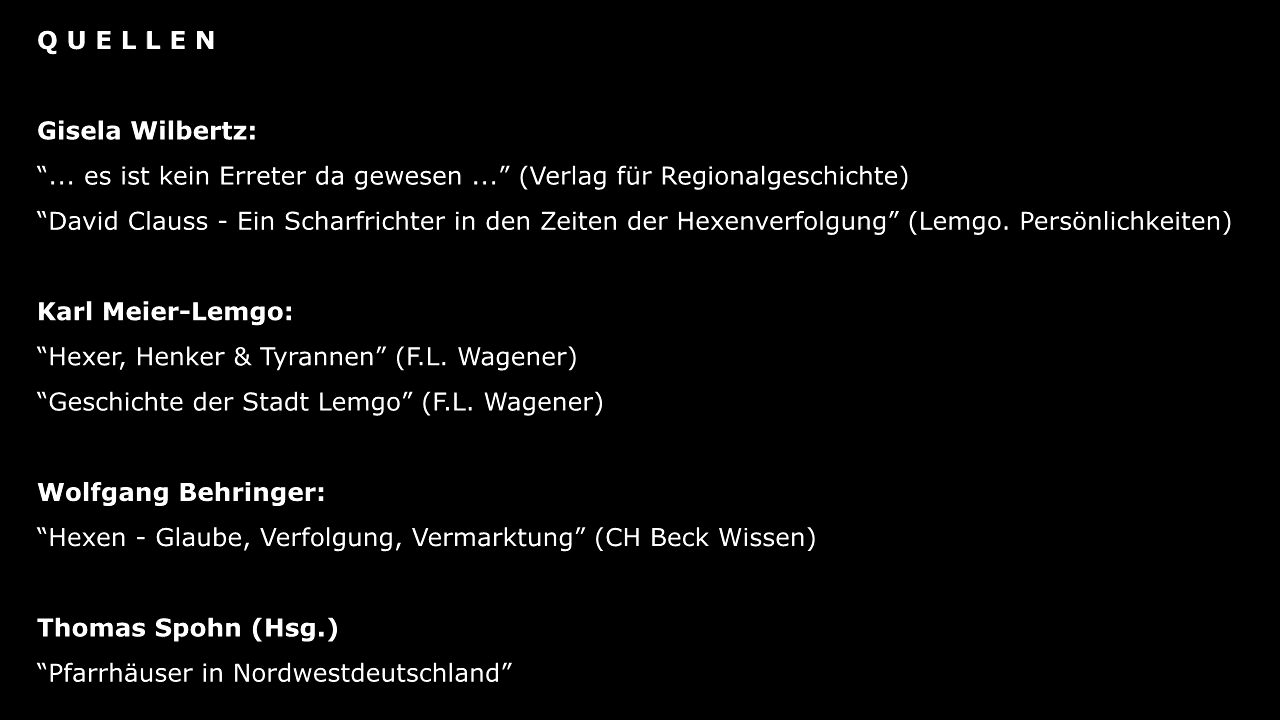 QUELLEN
Gisela Wilbertz:
“... es ist kein Erreter da gewesen ...” (Verlag für Regionalgeschichte)
“David Clauss - Ein Scharfrichter in den Zeiten der Hexenverfolgung” (Lemgo. Persönlichkeiten)
Karl Meier–Lemgo:
“Hexer, Henker & Tyrannen” (F.L. Wagener)
“Geschichte der Stadt Lemgo” (F.L. Wagener)
Wolfgang Behringer:
“Hexen - Glaube, Verfolgung, Vermarktung” (CH Beck Wissen)
Thomas Spohn (Hsg.)
“Pfarrhäuser in Nordwestdeutschland”